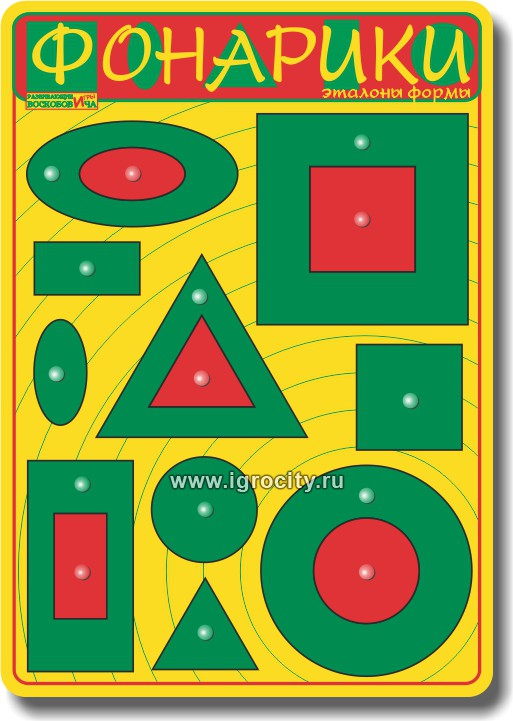 ФОНАРИКИ
эталоны формы
РАЗВИВАЮЩИЕ ИГРЫ
ВОСКОБОВИЧА
www.igrocity.ru